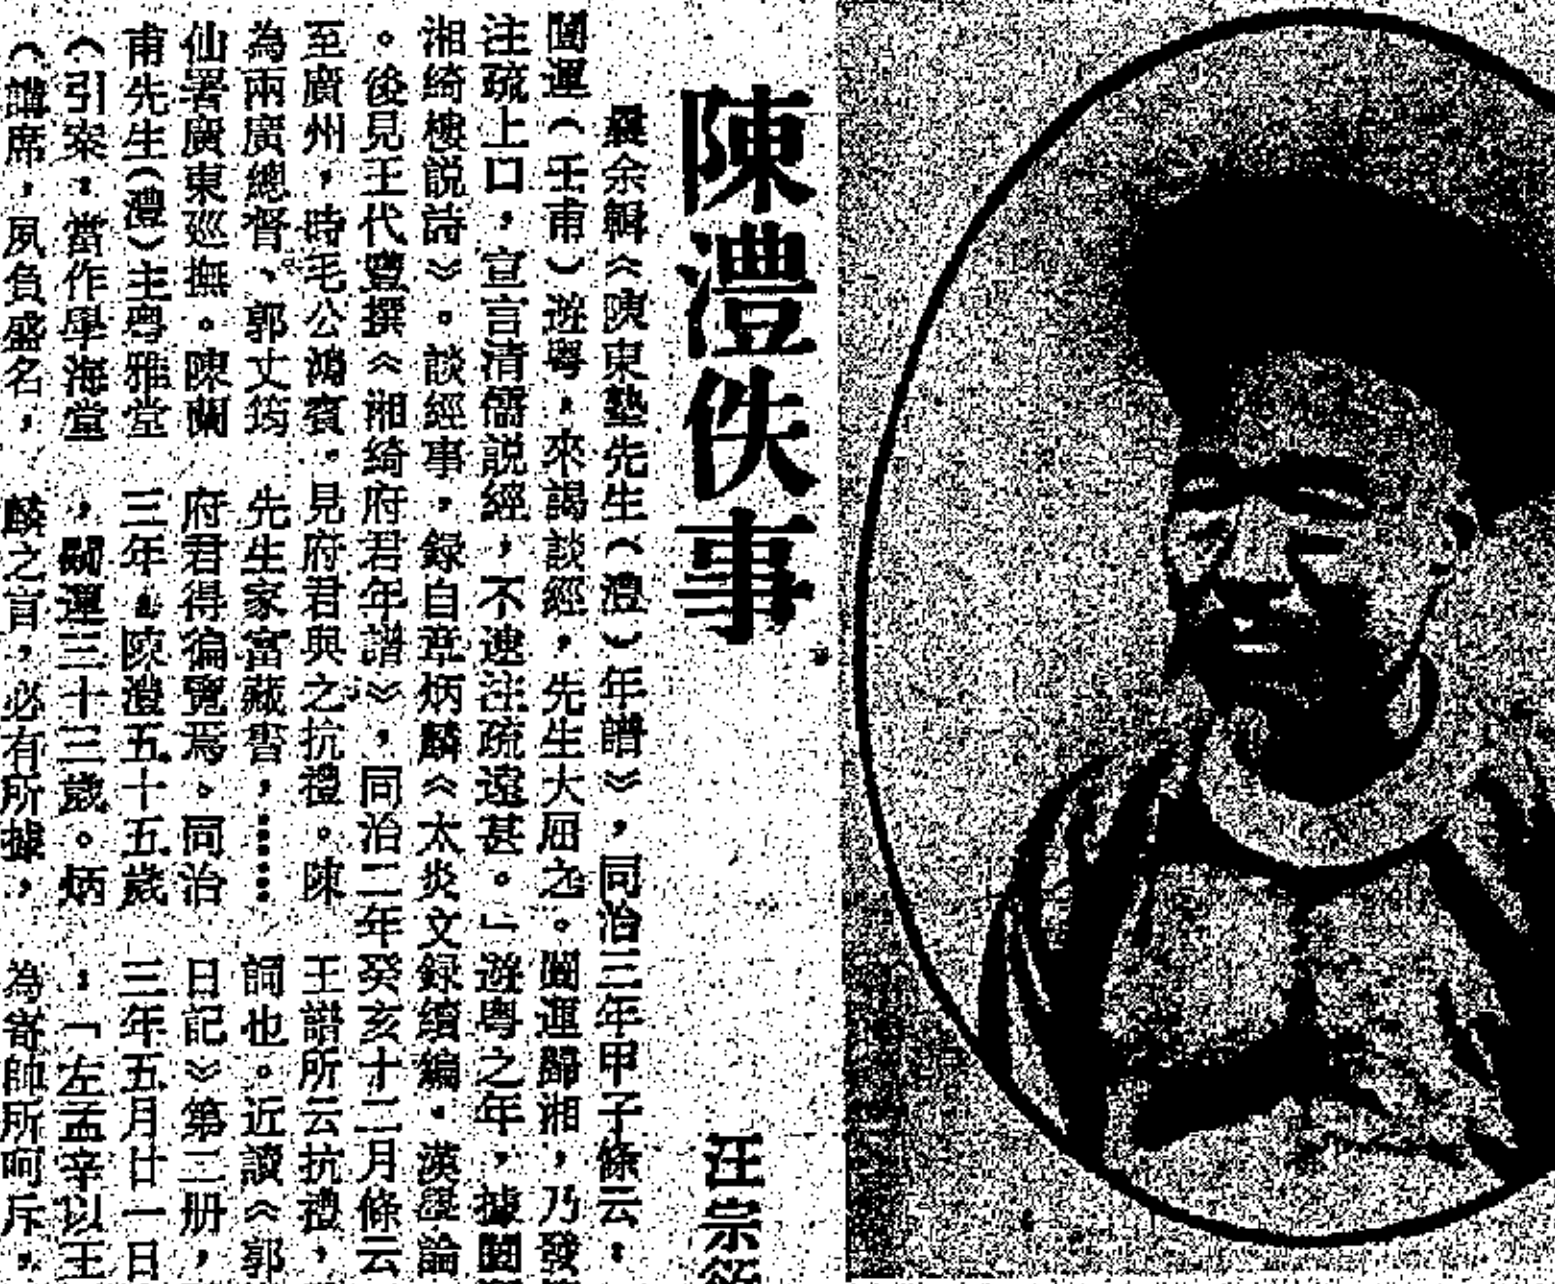 陳澧佚事
汪宗
曩余輯《陳東塾先生(澧)年譜》,同治三年甲子條云:
闓運(壬甫)遊粵,來謁談經,先生大屈之。闓運歸湘,乃發
注疏上口,宣言清儒説經,不逮注疏遠甚。」遊粵之年,據闓
湘綺樓説詩》。談經事,録自章炳麟《太炎文録續編·漢學論
。後見王代豐撰《湘綺府君年譜》,同治二年癸亥十二月條云
至廣州,時毛公鴻賓
為兩廣總督、郭丈筠
仙署廣東巡撫。陳蘭
甫先生(澧)主粵雅堂
(引案:當作學海堂
(講席,夙負盛名,
見府君與之抗禮。陳
先生家富藏書,……
府君得徧覽焉。同治
三年,陳澧五十五歲
,闓運三十三歲。炳
麟之言,必有所據,
王譜所云抗禮,
詞也。近讀《郭
日記》第二册,
三年五月廿一日
:「左孟辛以王
為寄帥所呵斥,